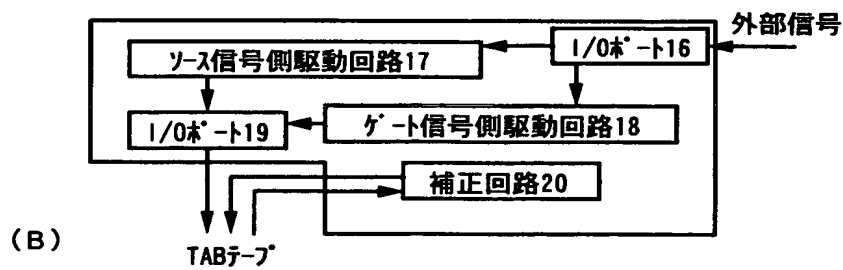 外部信号
I/Oポート16
ソース信号側駆動回路17
I/Oポート19
ゲート信号側駆動回路18
補正回路20
(B)
TABテープ